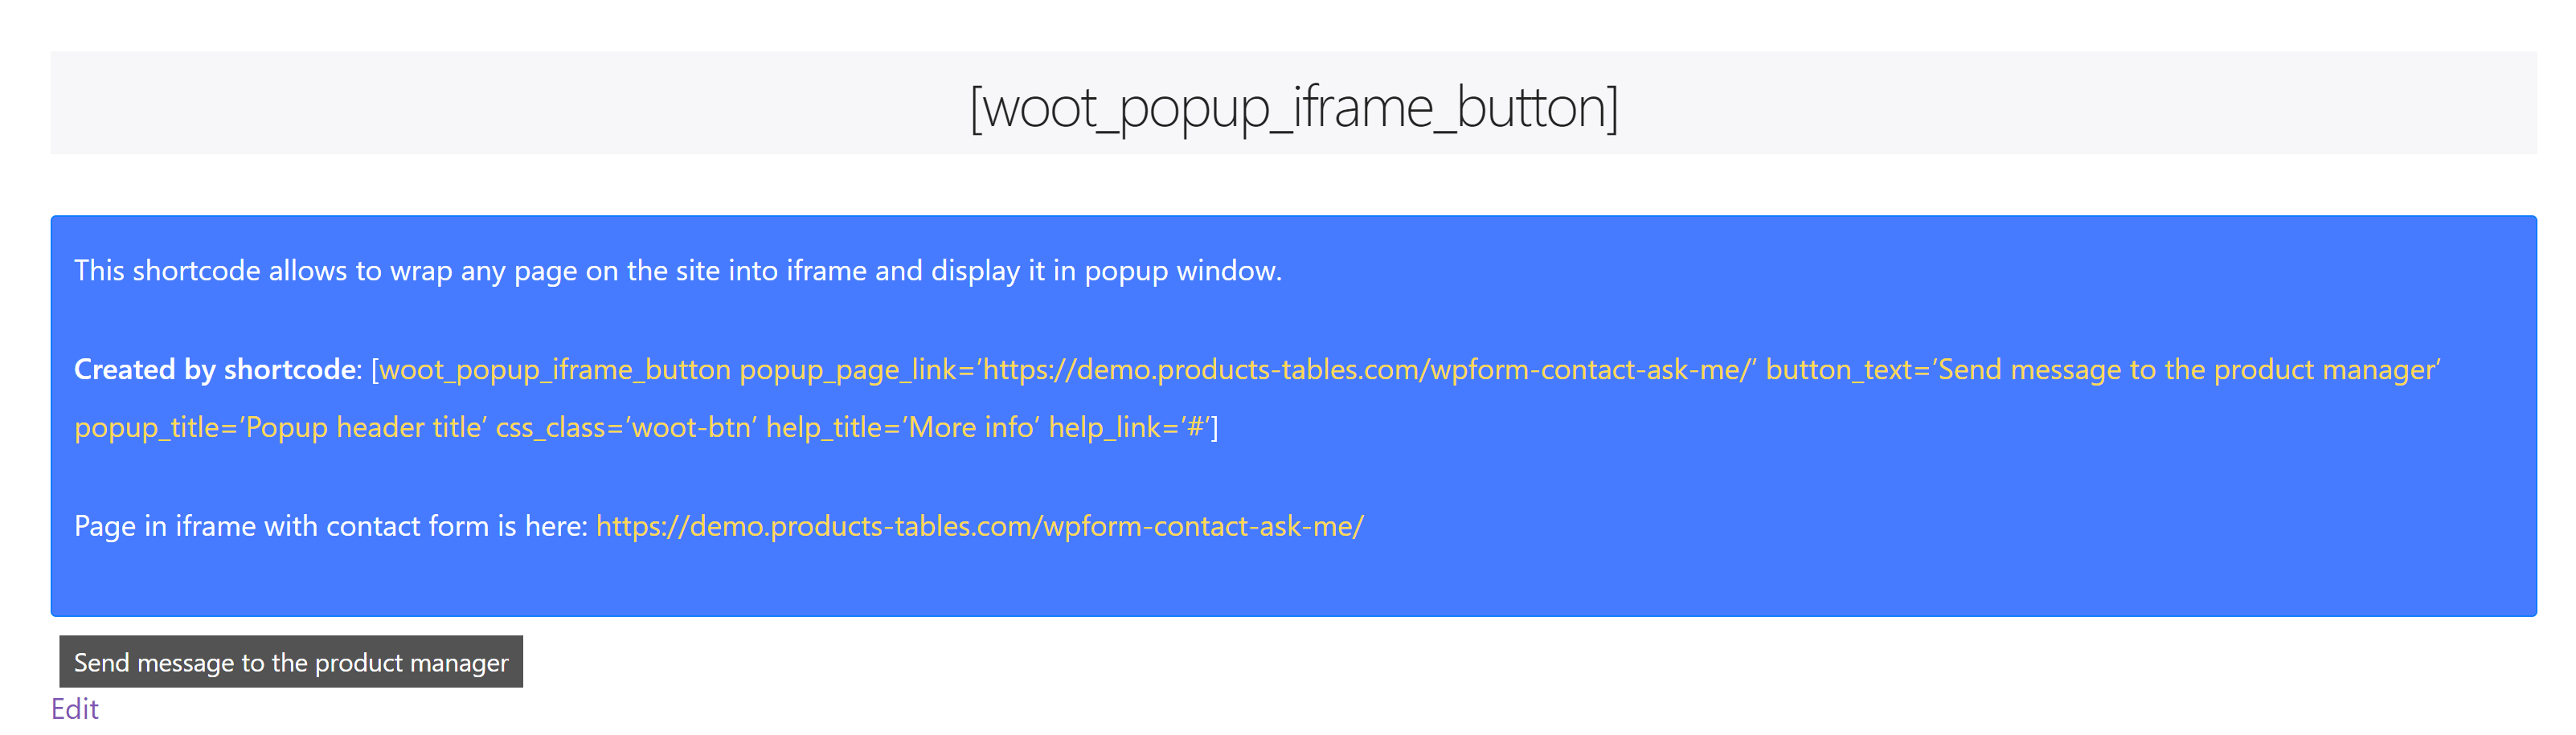 [woot_popup_iframe_button]
This shortcode allows to wrap any page on the site into iframe and display it in popup window.
Created by shortcode: [woot_popup_iframe_button popup_page_link=’https://demo.products-tables.com/wpform-contact-ask-me/’ button_text=’Send message to the product manager’
popup_title=’Popup header title’ css_class=’woot-btn’ help_title=’More info’ help_link=’#’]
Page in iframe with contact form is here: https://demo.products-tables.com/wpform-contact-ask-me/
Send message to the product manager
Edit